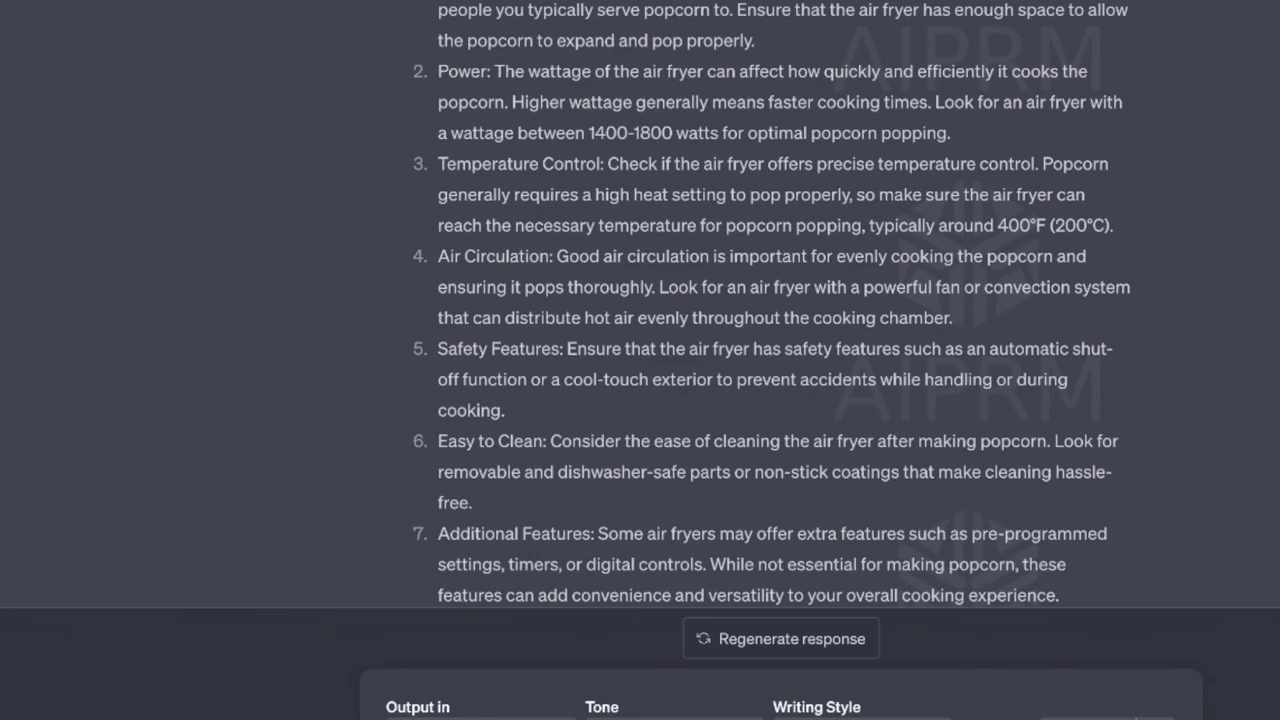 people you typically serve popcorn to. Ensure that the air fryer has enough space to allow
the popcorn to expand and pop properly.
2. Power: The wattage of the air fryer can affect how quickly and efficiently it cooks the
popcorn. Higher wattage generally means faster cooking times. Look for an air fryer with
a wattage between 1400-1800 watts for optimal popcorn popping.
3. Temperature Control: Check if the air fryer offers precise temperature control. Popcorn
generally requires a high heat setting to pop properly, so make sure the air fryer can
reach the necessary temperature for popcorn popping, typically around 400°F (200°C).
4. Air Circulation: Good air circulation is important for evenly cooking the popcorn and
ensuring it pops thoroughly. Look for an air fryer with a powerful fan or convection system
that can distribute hot air evenly throughout the cooking chamber.
5. Safety Features: Ensure that the air fryer has safety features such as an automatic shut-
off function or a cool-touch exterior to prevent accidents while handling or during
cooking.
6. Easy to Clean: Consider the ease of cleaning the air fryer after making popcorn. Look for
removable and dishwasher-safe parts or non-stick coatings that make cleaning hassle-
free.
7. Additional Features: Some air fryers may offer extra features such as pre-programmed
settings, timers, or digital controls. While not essential for making popcorn, these
features can add convenience and versatility to your overall cooking experience.
AIPRM
AIPRM
Regenerate response
Output in Tone Writing Style